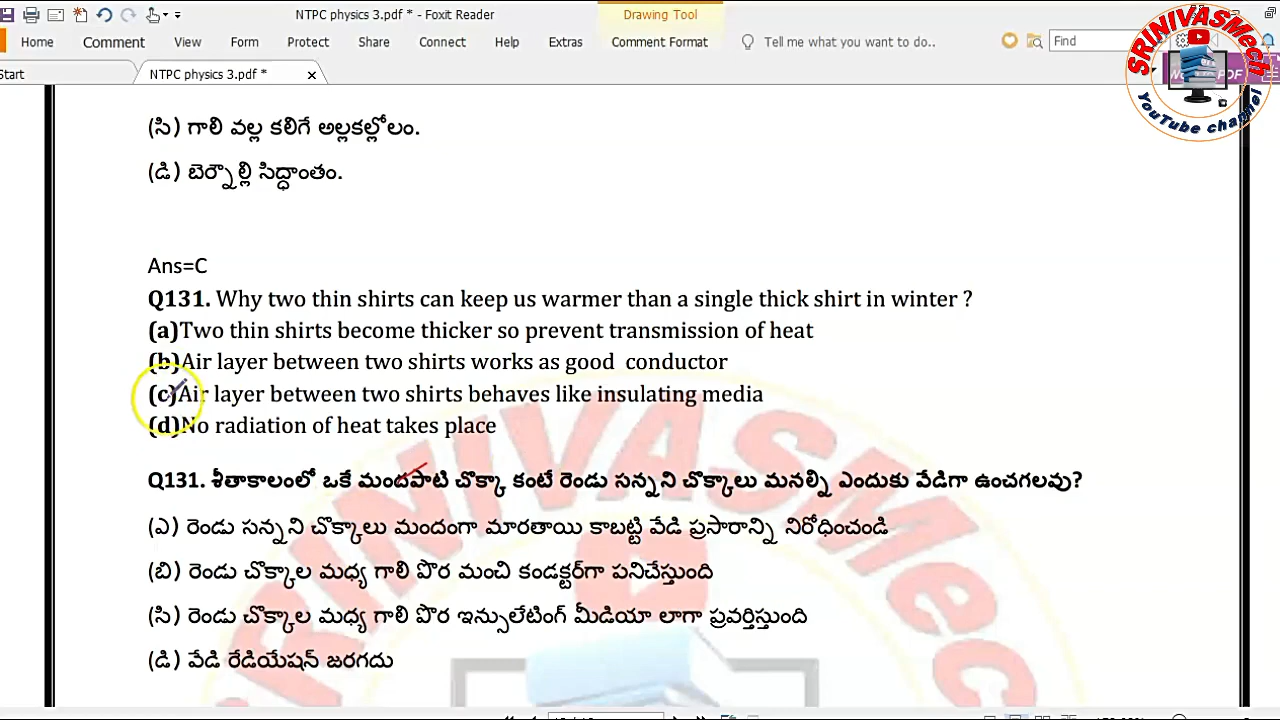 NTPC physics 3.pdf * - Foxit Reader
Drawing Tool
Home Comment View Form Protect Share Connect Help Extras Comment Format Tell me what you want to do.. Find
Start
NTPC physics 3.pdf *
SRINIVASMech
YouTube channel
(సి) గాలి వల్ల కలిగే అల్లకల్లోలం.
(డి) బెర్నౌల్లి సిద్ధాంతం.
Ans=C
Q131. Why two thin shirts can keep us warmer than a single thick shirt in winter ?
(a)Two thin shirts become thicker so prevent transmission of heat
(b)Air layer between two shirts works as good conductor
(c)Air layer between two shirts behaves like insulating media
(d)No radiation of heat takes place
Q131. శీతాకాలంలో ఒకే మందపాటి చొక్కా కంటే రెండు సన్నని చొక్కాలు మనల్ని ఎందుకు వేడిగా ఉంచగలవు?
(ఎ) రెండు సన్నని చొక్కాలు మందంగా మారతాయి కాబట్టి వేడి ప్రసారాన్ని నిరోధించండి
(బి) రెండు చొక్కాల మధ్య గాలి పొర మంచి కండక్టర్‌గా పనిచేస్తుంది
(సి) రెండు చొక్కాల మధ్య గాలి పొర ఇన్సులేటింగ్ మీడియా లాగా ప్రవర్తిస్తుంది
(డి) వేడి రేడియేషన్ జరగదు
SRINIVASMech